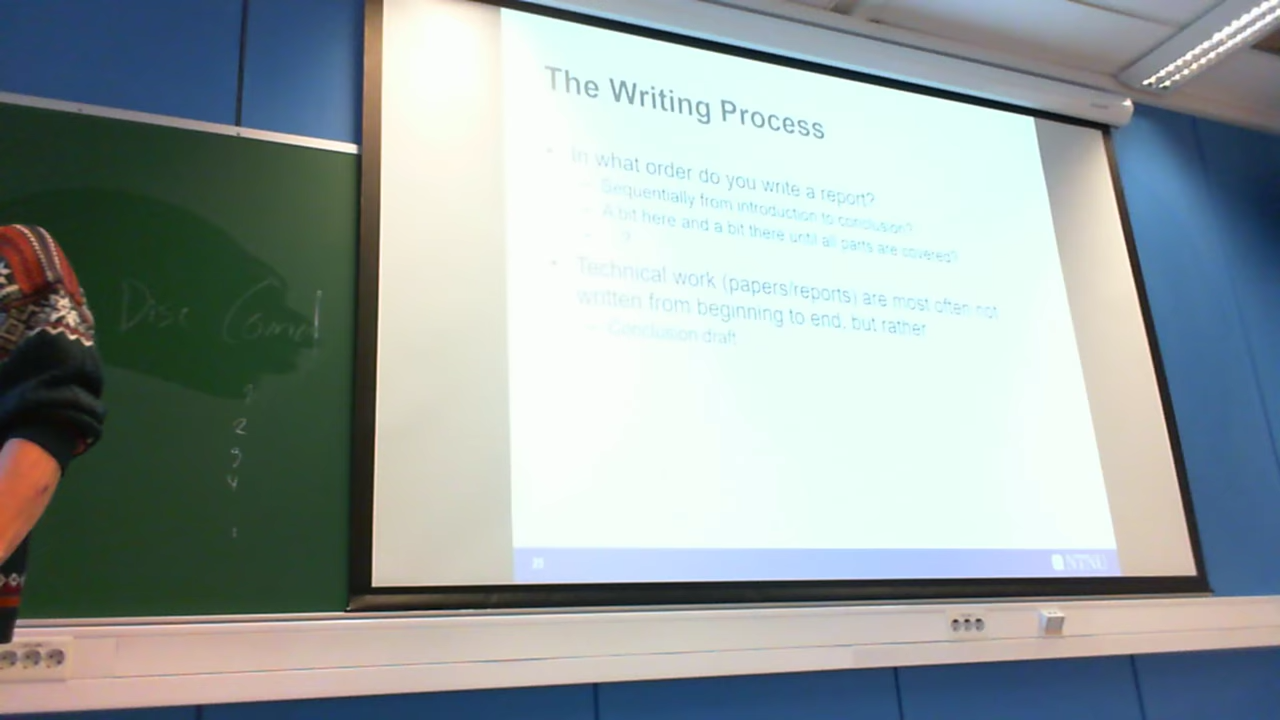 The Writing Process
• In what order do you write a report?
– Sequentially from introduction to conclusion?
– A bit here and a bit there until all parts are covered?
• Technical work (papers/reports) are most often not
written from beginning to end, but rather
– Conclusion draft
NTNU
Disc
2
3
4